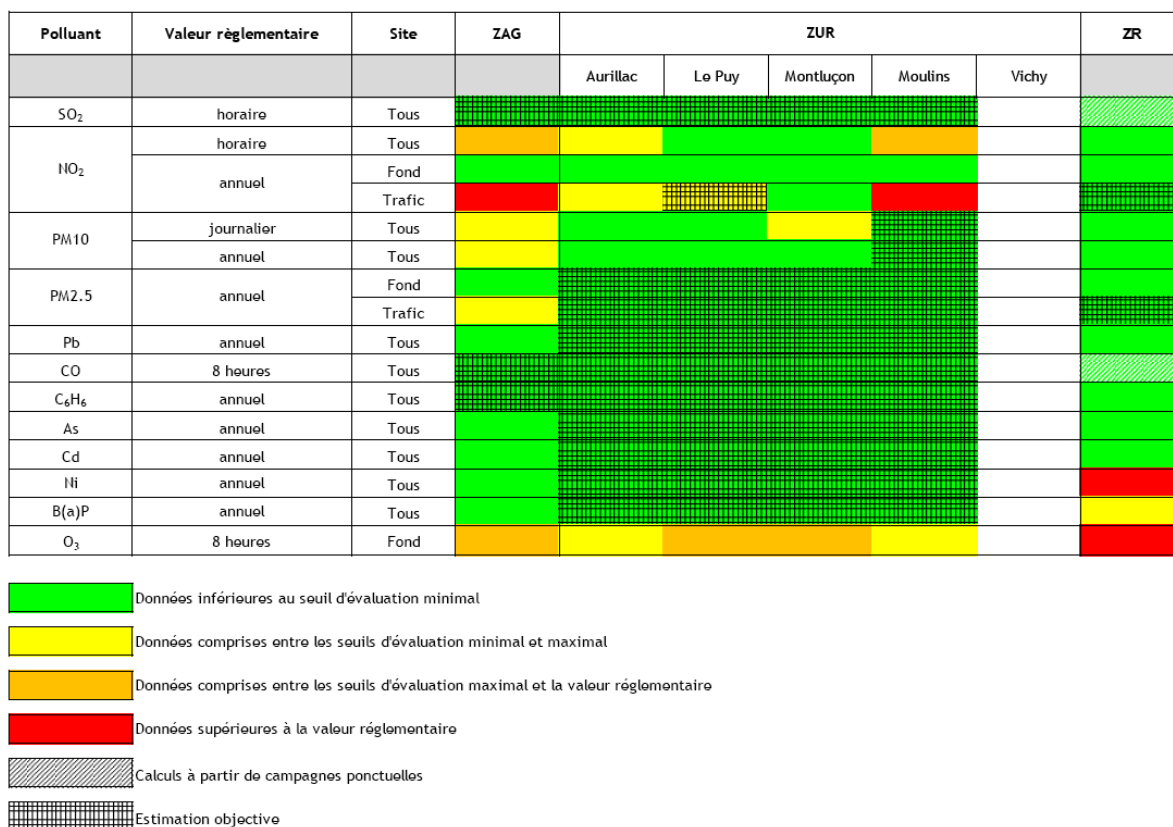 Polluant Valeur règlementaire Site ZAG ZUR ZR
Aurillac Le Puy Montluçon Moulins Vichy
SO2 horaire Tous
NO2 horaire Tous
annuel Fond
Trafic
PM10 journalier Tous
annuel Tous
PM2.5 annuel Fond
Trafic
Pb annuel Tous
CO 8 heures Tous
C6H6 annuel Tous
As annuel Tous
Cd annuel Tous
Ni annuel Tous
B(a)P annuel Tous
O3 8 heures Fond
Données inférieures au seuil d'évaluation minimal
Données comprises entre les seuils d'évaluation minimal et maximal
Données comprises entre les seuils d'évaluation maximal et la valeur réglementaire
Données supérieures à la valeur réglementaire
Calculs à partir de campagnes ponctuelles
Estimation objective